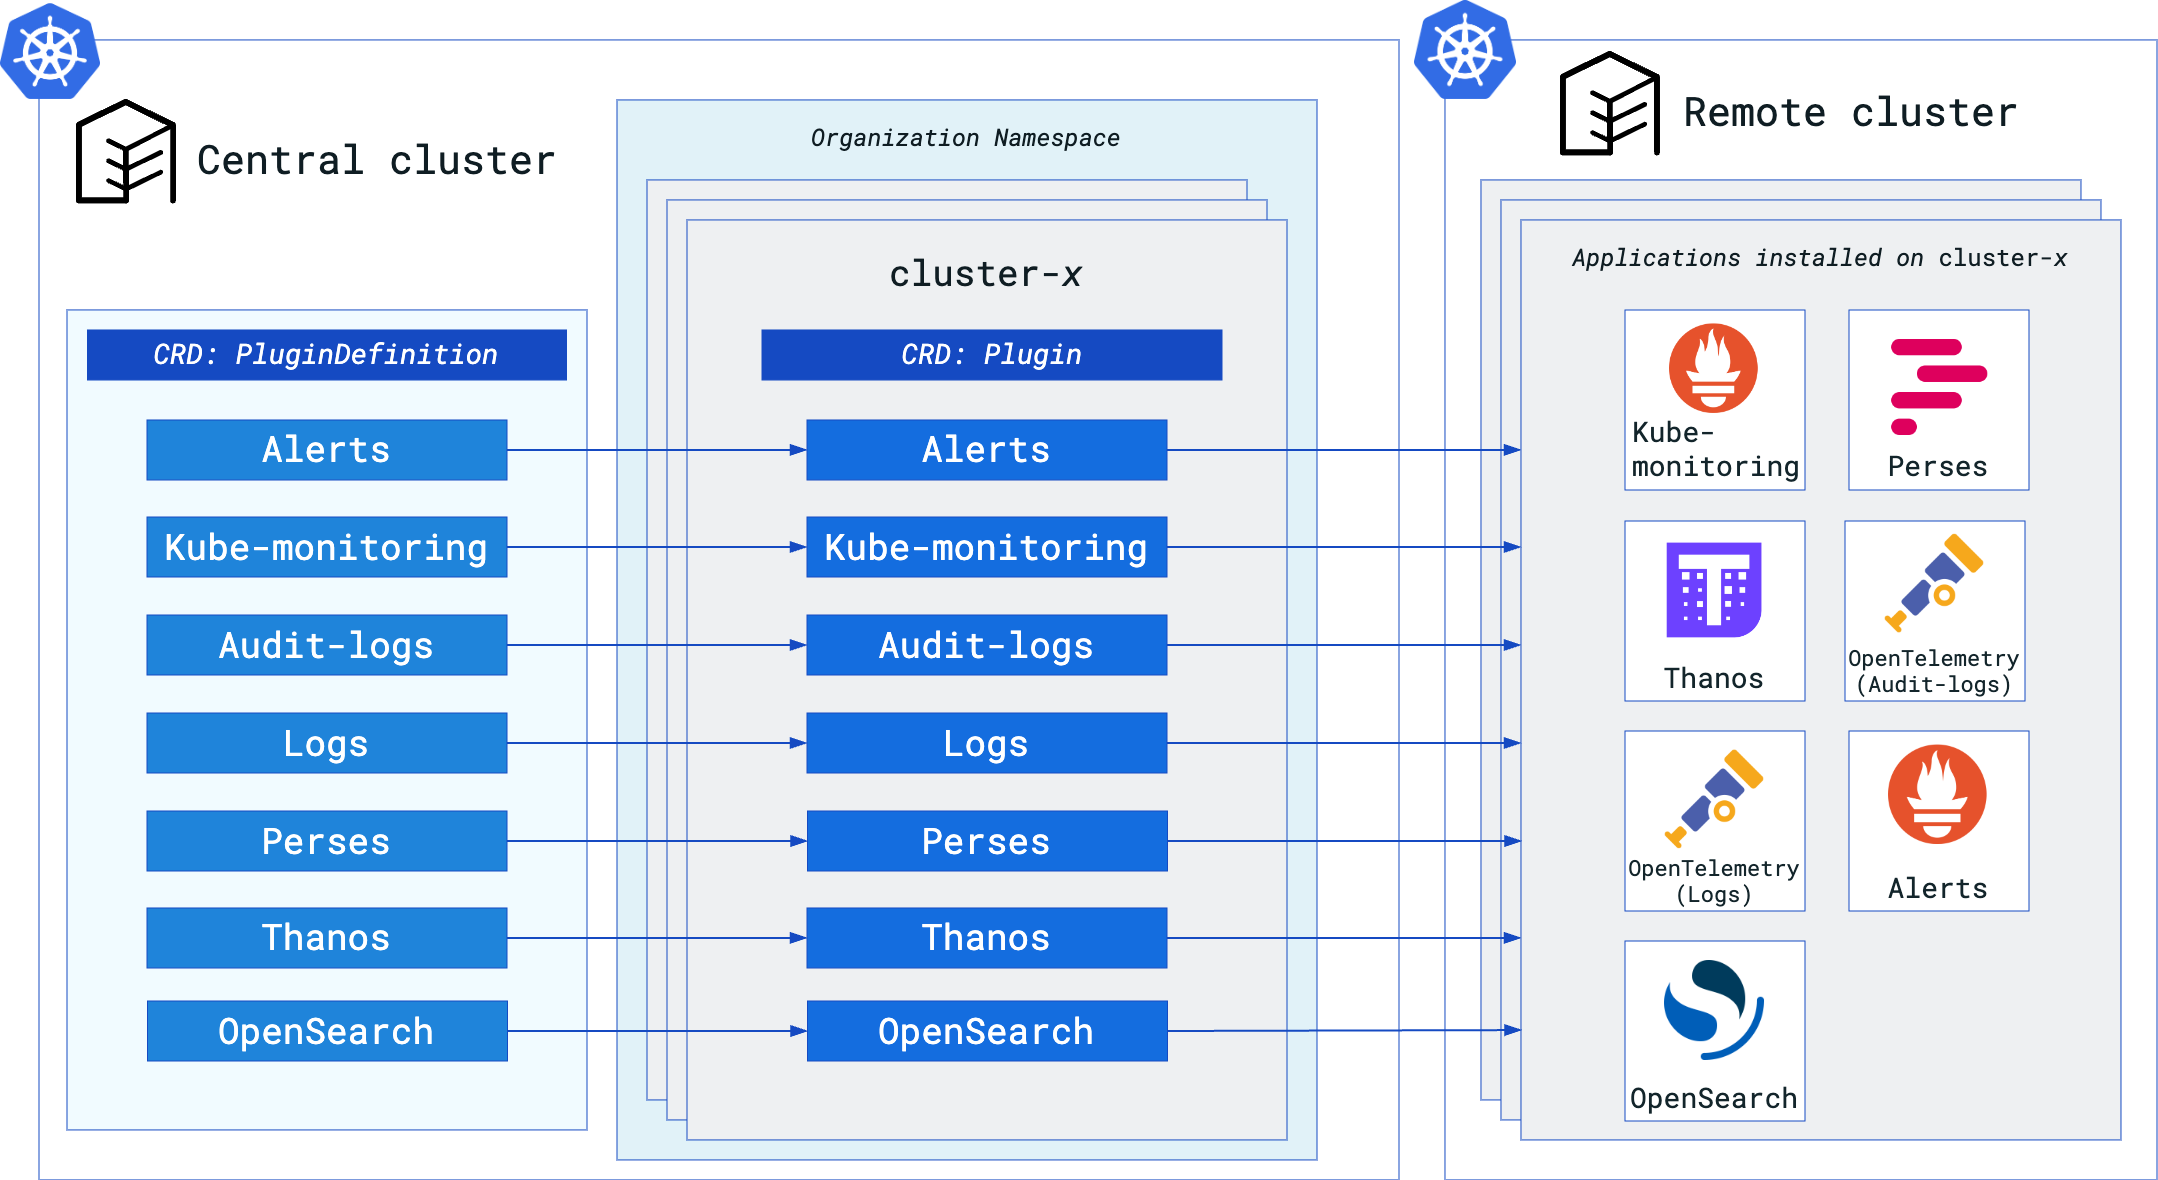 Central cluster
CRD: PluginDefinition
Alerts
Kube-monitoring
Audit-logs
Logs
Perses
Thanos
OpenSearch
Organization Namespace
cluster-x
CRD: Plugin
Alerts
Kube-monitoring
Audit-logs
Logs
Perses
Thanos
OpenSearch
Remote cluster
Applications installed on cluster-x
Kube-
monitoring
Perses
Thanos
OpenTelemetry
(Audit-logs)
OpenTelemetry
(Logs)
Alerts
OpenSearch